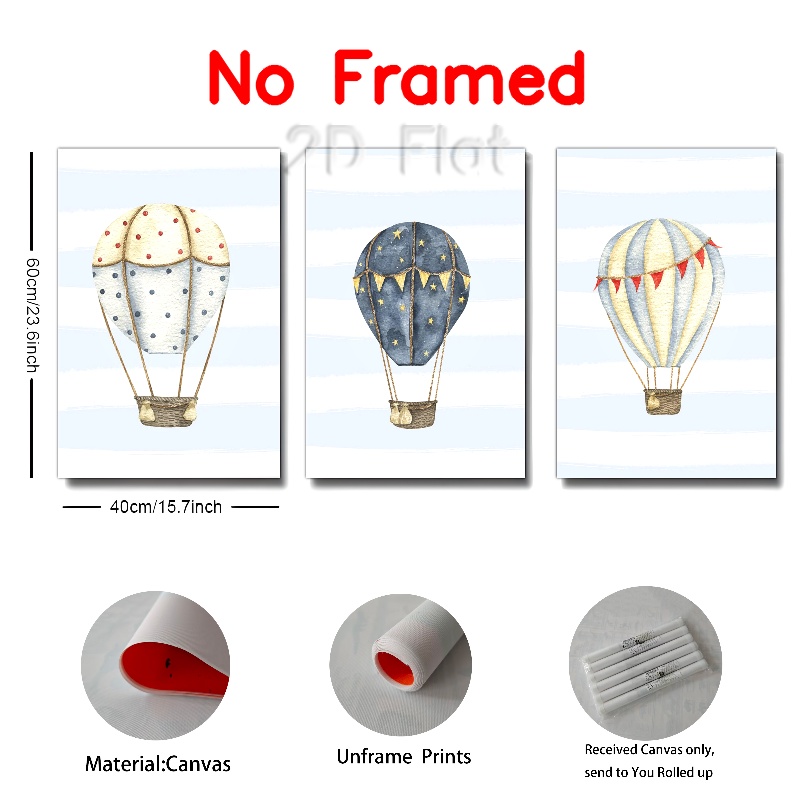 No Framed
2D Flat
60cm/23.6inch
40cm/15.7inch
Material:Canvas
Unframe Prints
Received Canvas only,
send to You Rolled up